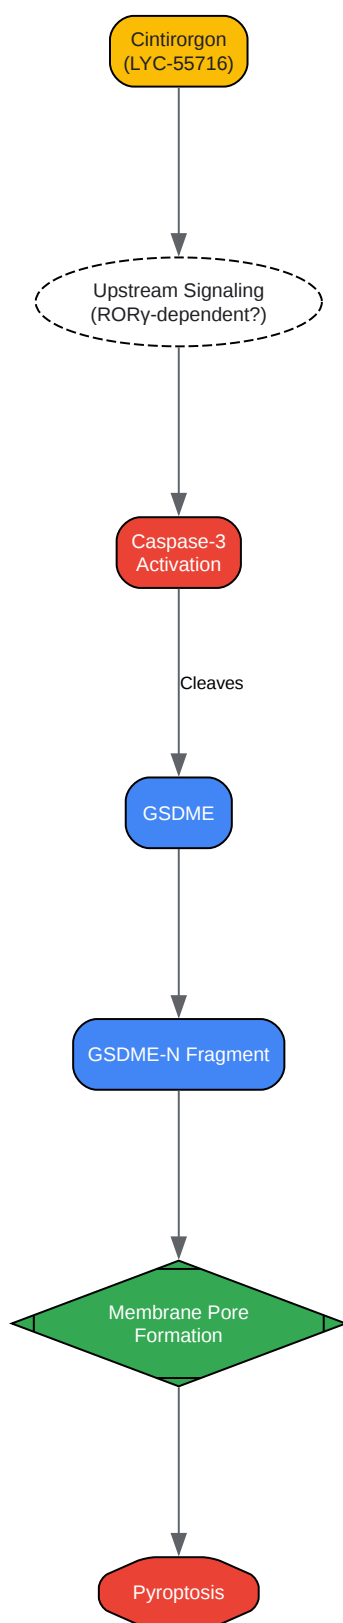 Cintirorgon
(LYC-55716)
Upstream Signaling
(RORγ-dependent?)
Caspase-3
Activation
Cleaves
GSDME
GSDME-N Fragment
Membrane Pore
Formation
Pyroptosis